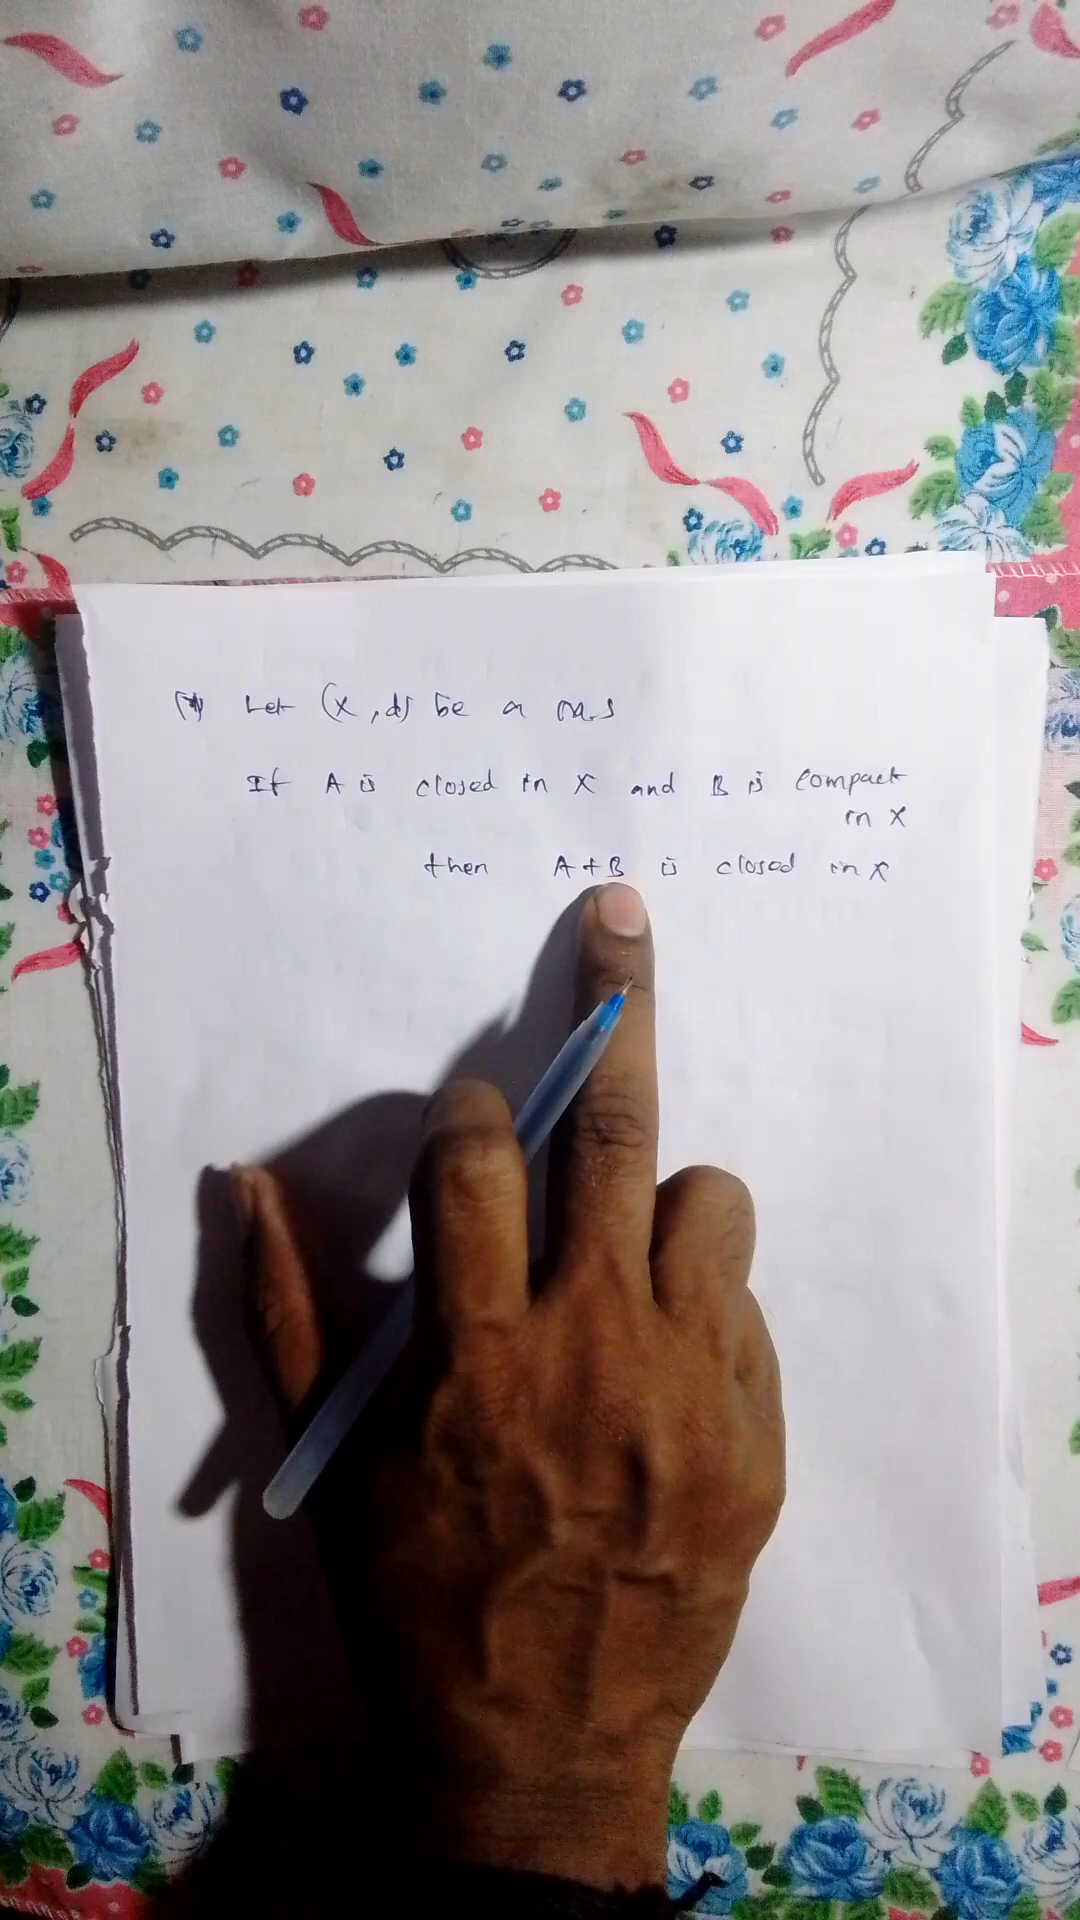 Let (X, d) be a m.s
If A is closed in X and B is compact
in X
then A + B is closed in X